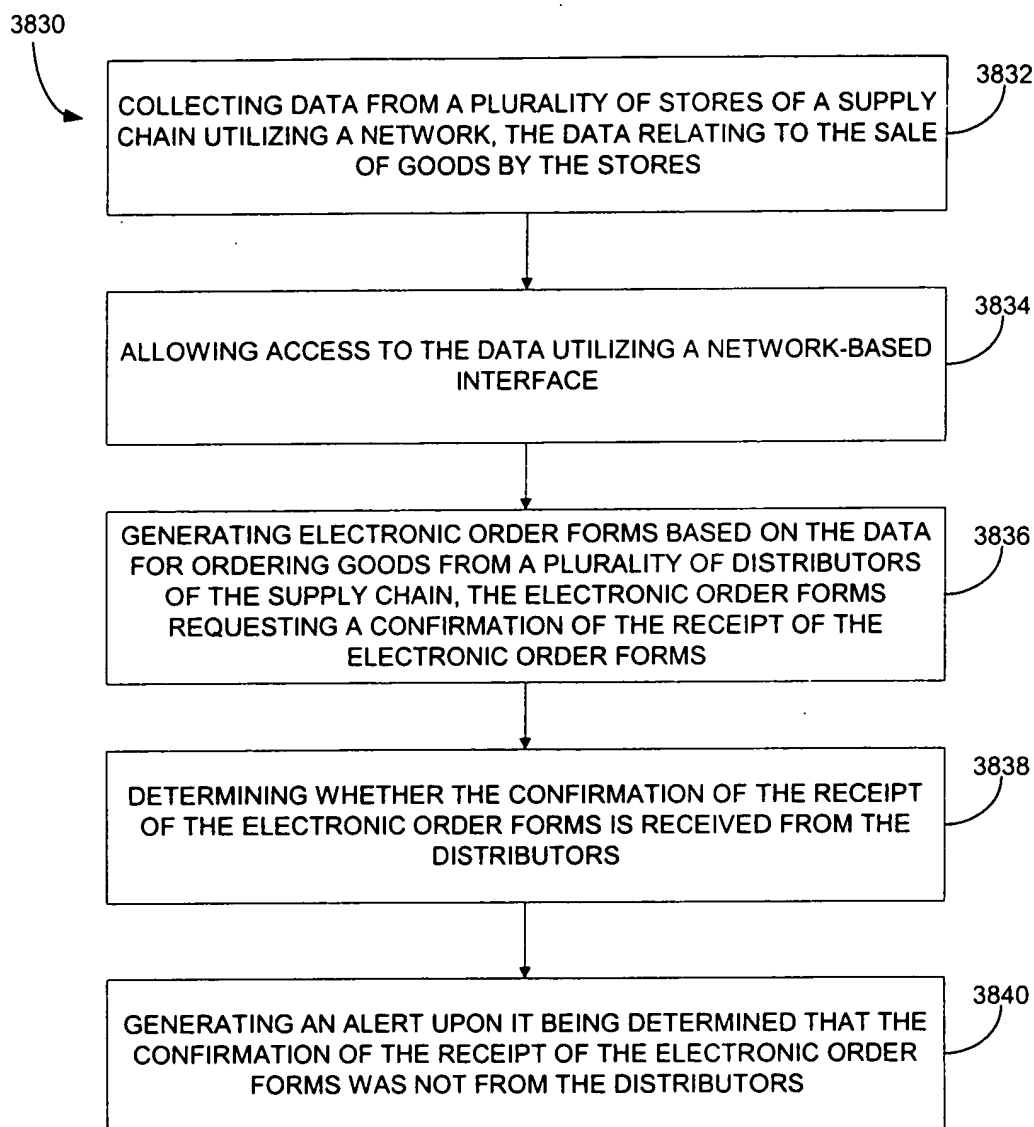 3830
3832
COLLECTING DATA FROM A PLURALITY OF STORES OF A SUPPLY
CHAIN UTILIZING A NETWORK, THE DATA RELATING TO THE SALE
OF GOODS BY THE STORES
3834
ALLOWING ACCESS TO THE DATA UTILIZING A NETWORK-BASED
INTERFACE
3836
GENERATING ELECTRONIC ORDER FORMS BASED ON THE DATA
FOR ORDERING GOODS FROM A PLURALITY OF DISTRIBUTORS
OF THE SUPPLY CHAIN, THE ELECTRONIC ORDER FORMS
REQUESTING A CONFIRMATION OF THE RECEIPT OF THE
ELECTRONIC ORDER FORMS
3838
DETERMINING WHETHER THE CONFIRMATION OF THE RECEIPT
OF THE ELECTRONIC ORDER FORMS IS RECEIVED FROM THE
DISTRIBUTORS
3840
GENERATING AN ALERT UPON IT BEING DETERMINED THAT THE
CONFIRMATION OF THE RECEIPT OF THE ELECTRONIC ORDER
FORMS WAS NOT FROM THE DISTRIBUTORS